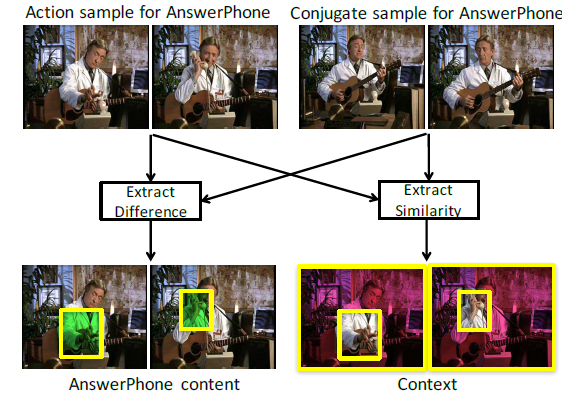 Action sample for AnswerPhone
Conjugate sample for AnswerPhone
Extract
Difference
Extract
Similarity
AnswerPhone content
Context